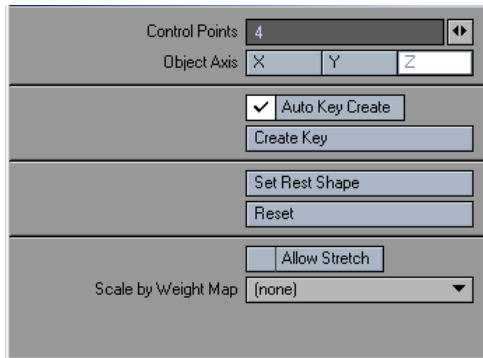 Control Points 4
Object Axis X Y Z
Auto Key Create
Create Key
Set Rest Shape
Reset
Allow Stretch
Scale by Weight Map (none)